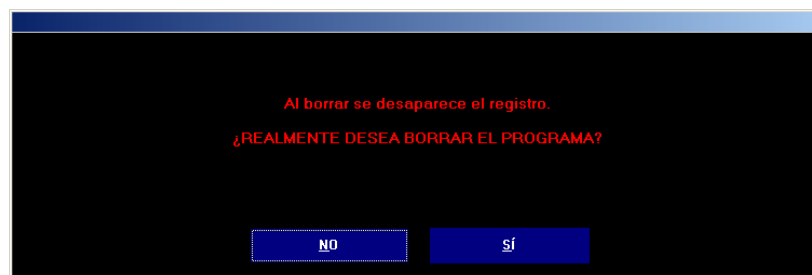 Al borrar se desaparece el registro.
¿REALMENTE DESEA BORRAR EL PROGRAMA?
NO SÍ